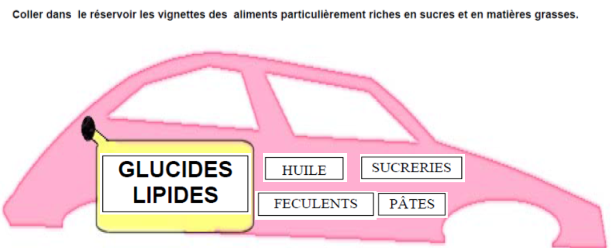 Coller dans le réservoir les vignettes des aliments particulièrement riches en sucres et en matières grasses.
GLUCIDES
LIPIDES
HUILE
SUCRERIES
FECULENTS
PÂTES